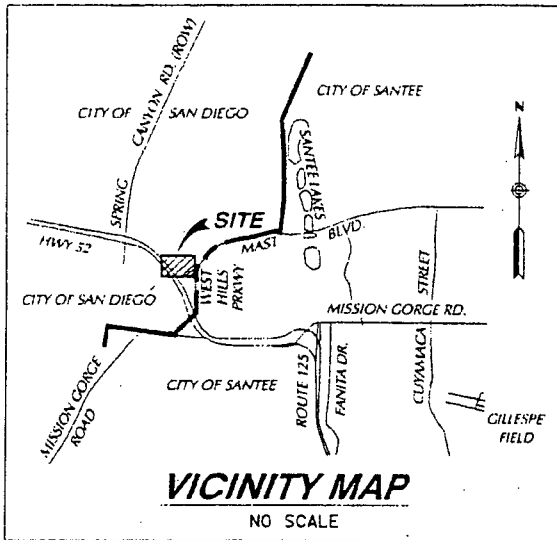 CITY OF SANTEE
CANYON RD. (ROW)
CITY OF SAN DIEGO
N
SANTEE LAKES
SPRING
SITE
MAST BLVD.
HWY 52
WEST
HILLS
PRKWY
STREET
CITY OF SAN DIEGO
MISSION GORGE RD.
CITY OF SANTEE
ROUTE 125
FANITA DR.
CUYAMACA
MISSION GORGE
ROAD
GILLESPE
FIELD
VICINITY MAP
NO SCALE